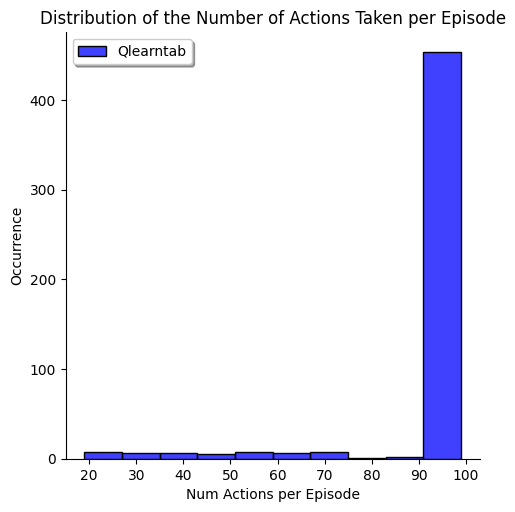 Distribution of the Number of Actions Taken per Episode
Qlearntab
400
300
200
100
0
Occurrence
20 30 40 50 60 70 80 90 100
Num Actions per Episode